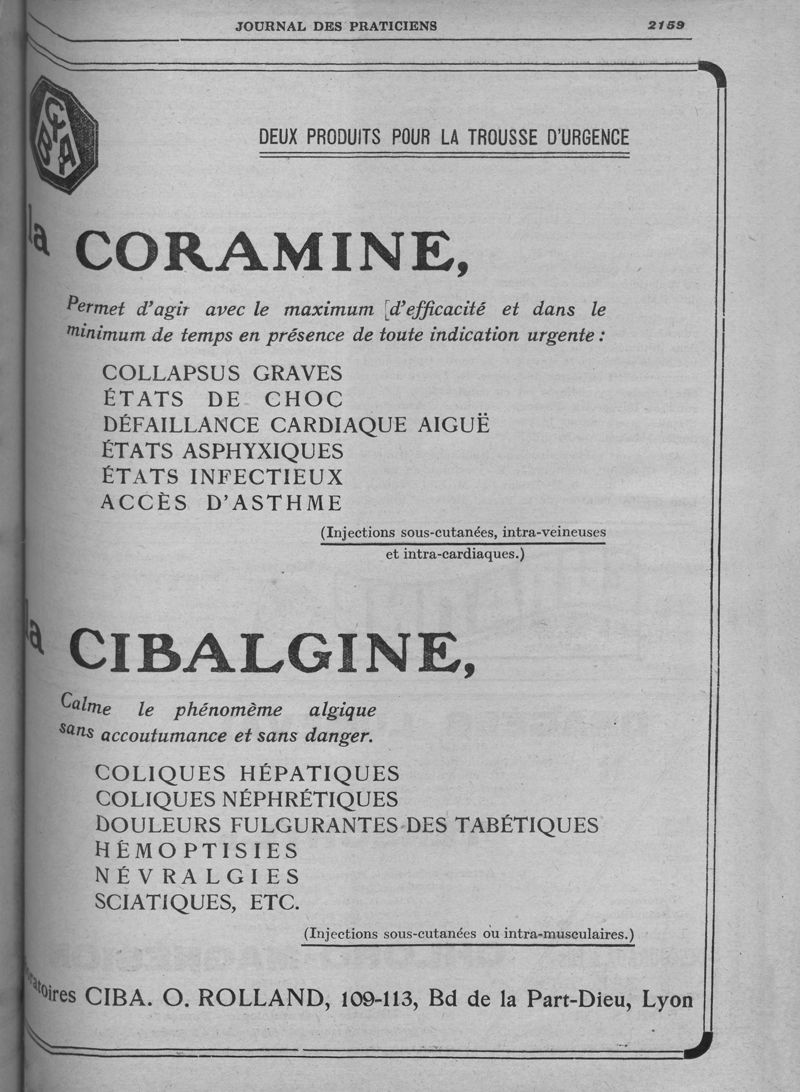 JOURNAL DES PRATICIENS 2159
CIBA
DEUX PRODUITS POUR LA TROUSSE D'URGENCE
la CORAMINE,
Permet d'agir avec le maximum [d'efficacité et dans le
minimum de temps en présence de toute indication urgente :
COLLAPSUS GRAVES
ÉTATS DE CHOC
DÉFAILLANCE CARDIAQUE AIGUË
ÉTATS ASPHYXIQUES
ÉTATS INFECTIEUX
ACCÈS D'ASTHME
(Injections sous-cutanées, intra-veineuses
et intra-cardiaques.)
la CIBALGINE,
Calme le phénomème algique
sans accoutumance et sans danger.
COLIQUES HÉPATIQUES
COLIQUES NÉPHRÉTIQUES
DOULEURS FULGURANTES DES TABÉTIQUES
HÉMOPTISIES
NÉVRALGIES
SCIATIQUES, ETC.
(Injections sous-cutanées ou intra-musculaires.)
ratoires CIBA. O. ROLLAND, 109-113, Bd de la Part-Dieu, Lyon